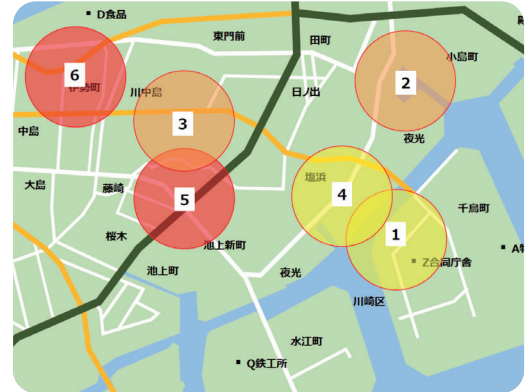 D食品
東門前
田町
小島町
6
伊勢町
川中島
日ノ出
2
中島
3
夜光
大島
藤崎
塩浜
4
5
千鳥町
桜木
池上新町
1
池上町
夜光
Z合同庁舎
川崎区
水江町
Q鉄工所